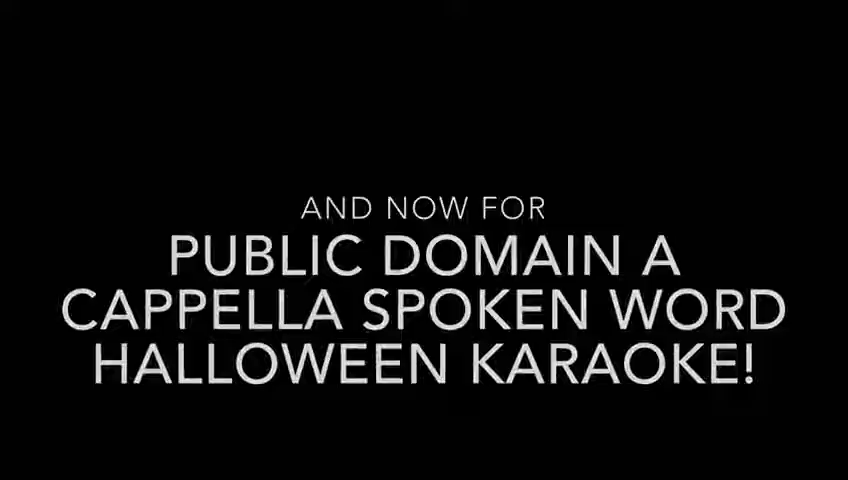 AND NOW FOR
PUBLIC DOMAIN A
CAPPELLA SPOKEN WORD
HALLOWEEN KARAOKE!